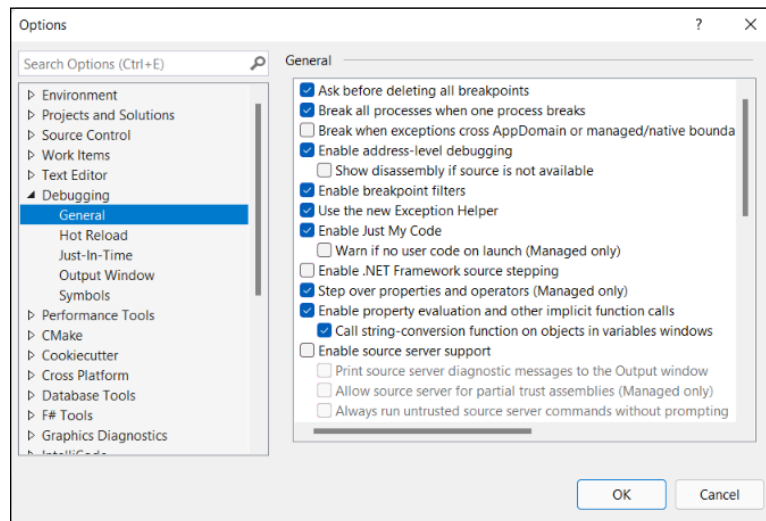 Options
?
Search Options (Ctrl+E)
Environment
Projects and Solutions
Source Control
Work Items
Text Editor
Debugging
General
Hot Reload
Just-In-Time
Output Window
Symbols
Performance Tools
CMake
Cookiecutter
Cross Platform
Database Tools
F# Tools
Graphics Diagnostics
General
Ask before deleting all breakpoints
Break all processes when one process breaks
Break when exceptions cross AppDomain or managed/native bounda
Enable address-level debugging
Show disassembly if source is not available
Enable breakpoint filters
Use the new Exception Helper
Enable Just My Code
Warn if no user code on launch (Managed only)
Enable .NET Framework source stepping
Step over properties and operators (Managed only)
Enable property evaluation and other implicit function calls
Call string-conversion function on objects in variables windows
Enable source server support
Print source server diagnostic messages to the Output window
Allow source server for partial trust assemblies (Managed only)
Always run untrusted source server commands without prompting
OK
Cancel